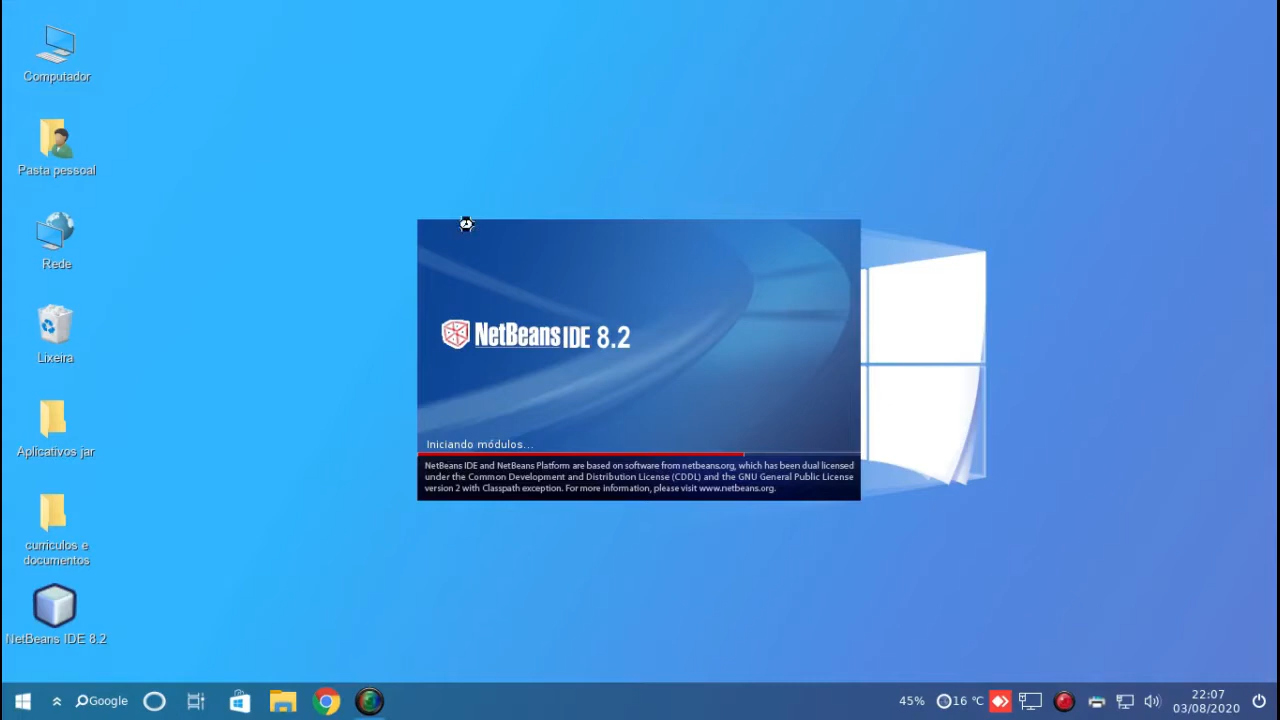 Computador
Pasta pessoal
Rede
Lixeira
Aplicativos jar
curriculos e
documentos
NetBeans IDE 8.2
NetBeans IDE 8.2
Iniciando módulos...
NetBeans IDE and NetBeans Platform are based on software from netbeans.org, which has been dual licensed
under the Common Development and Distribution License (CDDL) and the GNU General Public License
version 2 with Classpath exception. For more information, please visit www.netbeans.org.
Google
45%
16 °C
22:07
03/08/2020